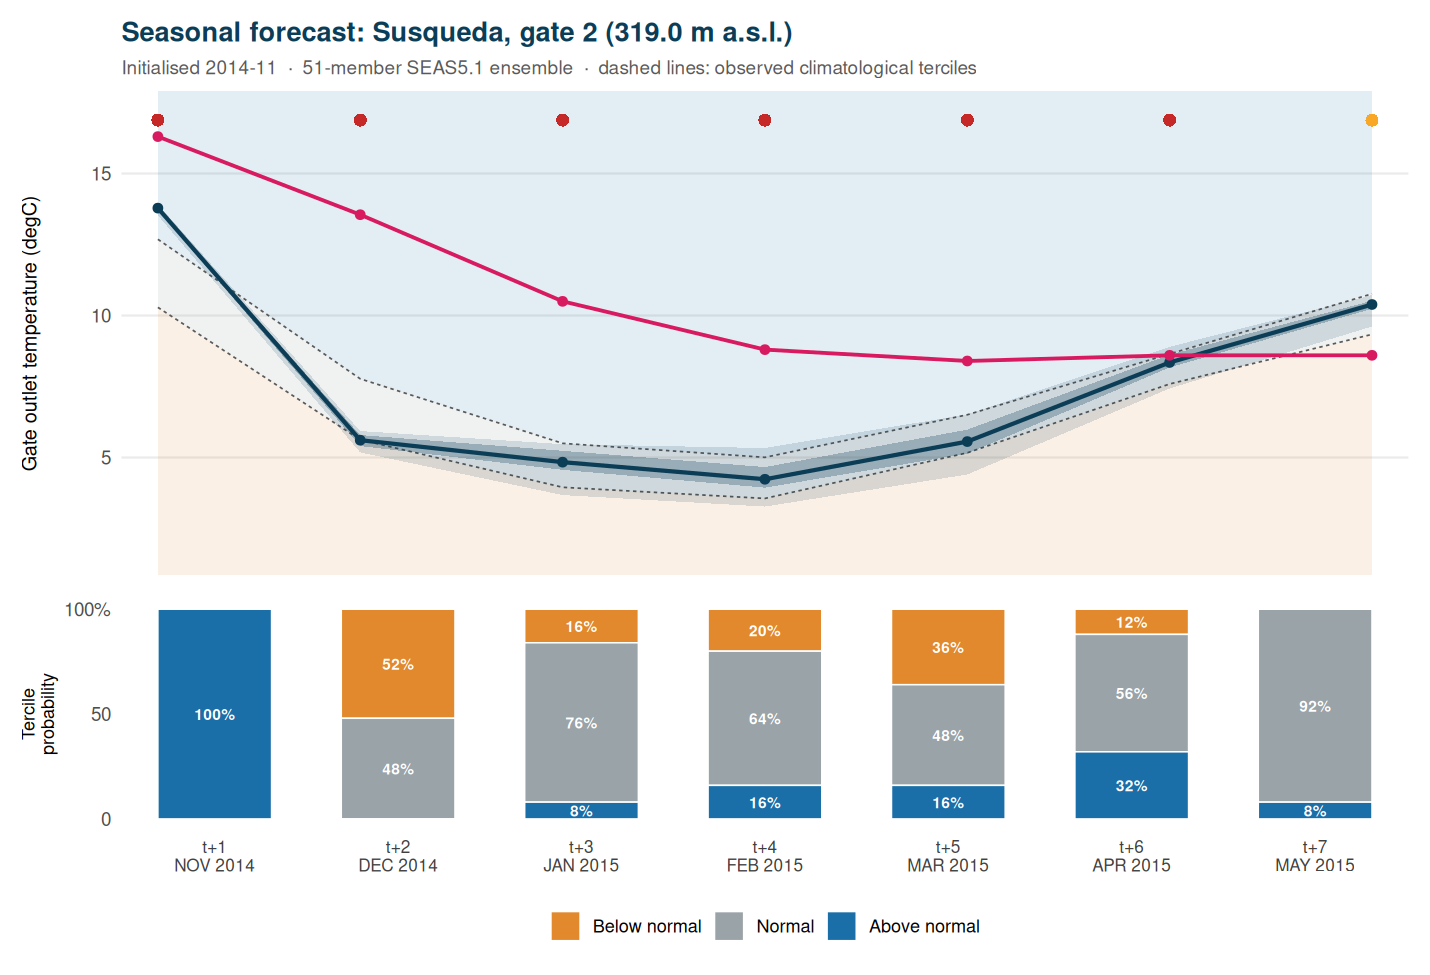 Seasonal forecast: Susqueda, gate 2 (319.0 m a.s.l.)
Initialised 2014-11 · 51-member SEAS5.1 ensemble · dashed lines: observed climatological terciles
Gate outlet temperature (degC)
15
10
5
Tercile
probability
100%
50
0
100%
52%
48%
16%
76%
8%
20%
64%
16%
36%
48%
16%
12%
56%
32%
92%
8%
t+1
NOV 2014
t+2
DEC 2014
t+3
JAN 2015
t+4
FEB 2015
t+5
MAR 2015
t+6
APR 2015
t+7
MAY 2015
Below normal
Normal
Above normal